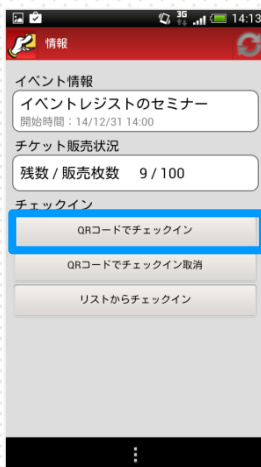 3G 14:13
情報
イベント情報
イベントレジストのセミナー
開始時間：14/12/31 14:00
チケット販売状況
残数 / 販売枚数 9 / 100
チェックイン
QRコードでチェックイン
QRコードでチェックイン取消
リストからチェックイン